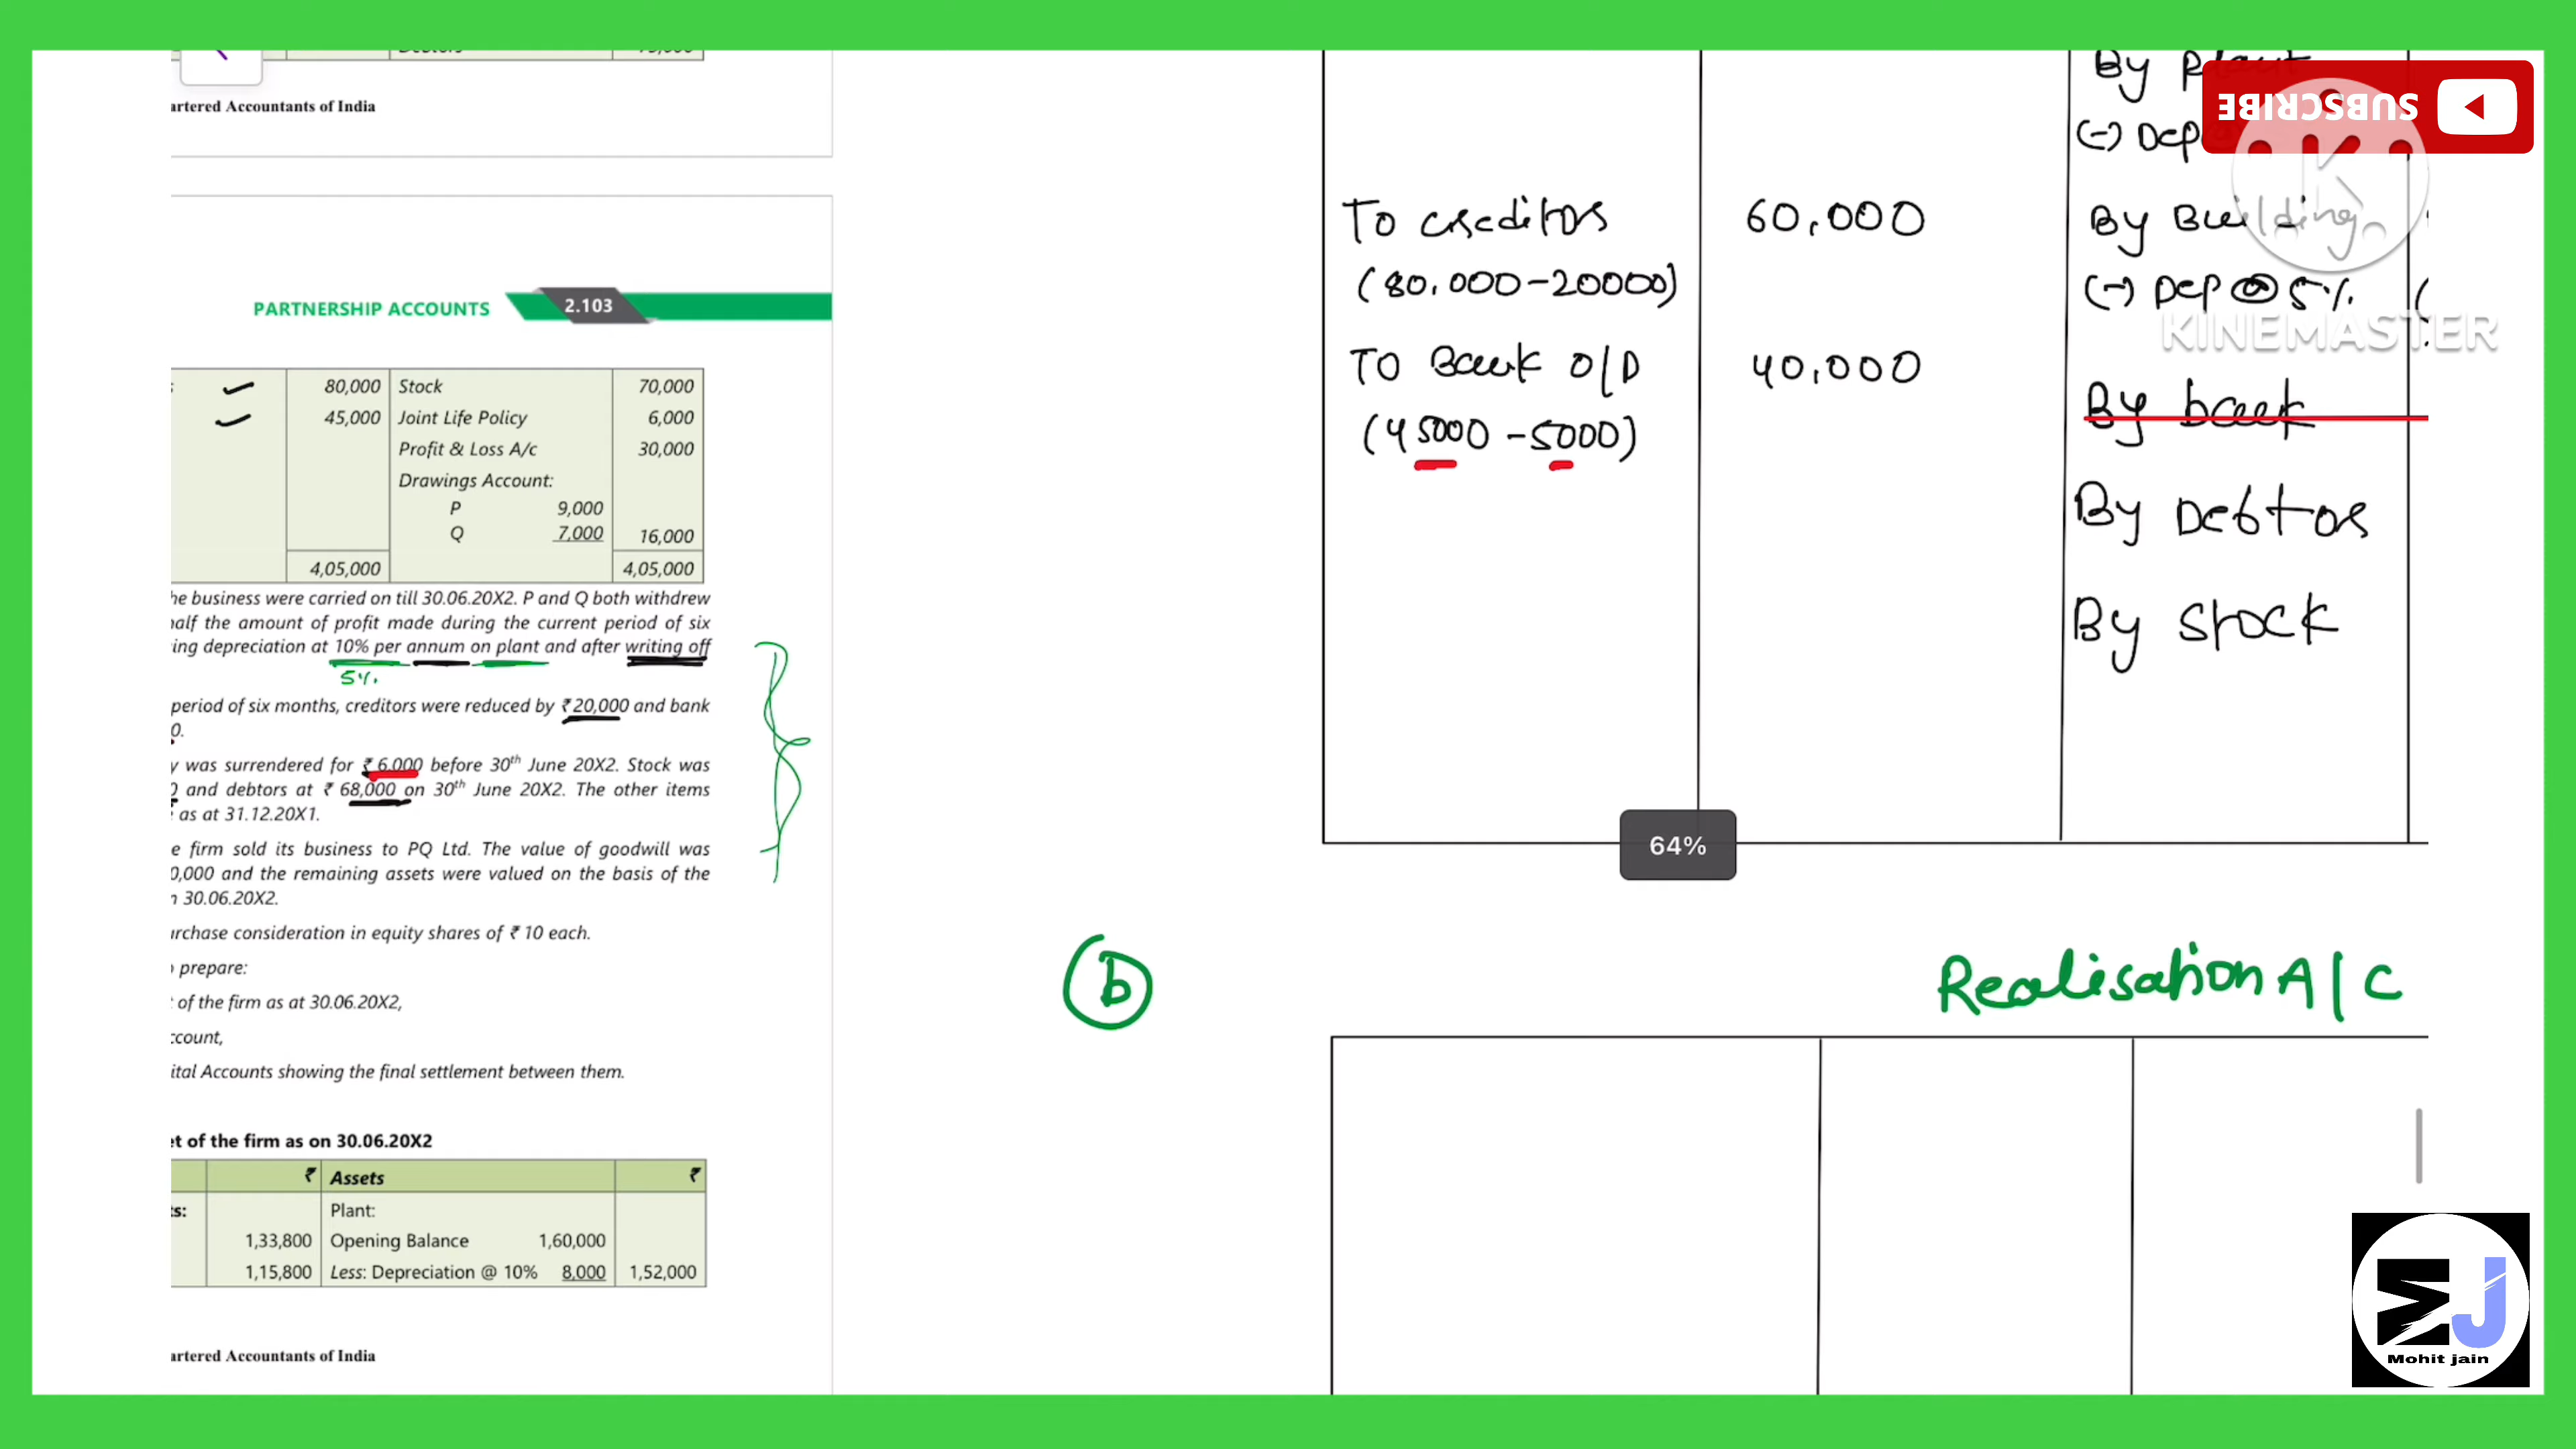 artered Accountants of India
PARTNERSHIP ACCOUNTS 2.103
80,000 Stock 70,000
45,000 Joint Life Policy 6,000
Profit & Loss A/c 30,000
Drawings Account:
P 9,000
Q 7,000 16,000
4,05,000 4,05,000
he business were carried on till 30.06.20X2. P and Q both withdrew
alf the amount of profit made during the current period of six
ing depreciation at 10% per annum on plant and after writing off
5%.
period of six months, creditors were reduced by ₹20,000 and bank
0.
y was surrendered for ₹ 6,000 before 30th June 20X2. Stock was
0 and debtors at ₹ 68,000 on 30th June 20X2. The other items
as at 31.12.20X1.
e firm sold its business to PQ Ltd. The value of goodwill was
0,000 and the remaining assets were valued on the basis of the
n 30.06.20X2.
urchase consideration in equity shares of ₹ 10 each.
prepare:
of the firm as at 30.06.20X2,
ccount,
ital Accounts showing the final settlement between them.
et of the firm as on 30.06.20X2
₹ Assets ₹
ts: Plant:
1,33,800 Opening Balance 1,60,000
1,15,800 Less: Depreciation @ 10% 8,000 1,52,000
artered Accountants of India
By Plant
(-) Dep
To creditors 60,000
(80,000-20000)
By Building
(-) Dep @ 5%
To Bank O/D 40,000
(45000-5000)
By bank
By Debtors
By Stock
64%
(b) Realisation A/C
SUBSCRIBE
K
KINEMASTER
MJ
Mohit jain